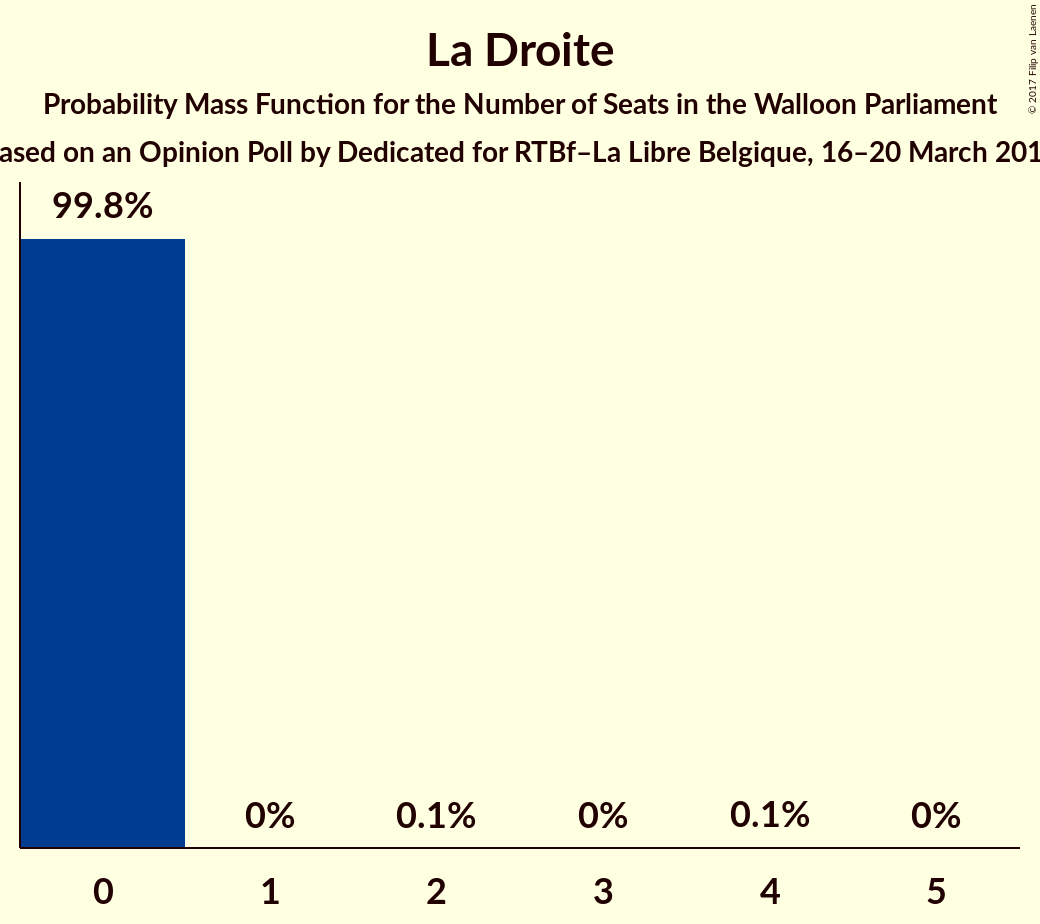 La Droite
Probability Mass Function for the Number of Seats in the Walloon Parliament
ased on an Opinion Poll by Dedicated for RTBf–La Libre Belgique, 16–20 March 201
© 2017 Filip van Laenen
99.8%
0% 0.1% 0% 0.1% 0%
0 1 2 3 4 5